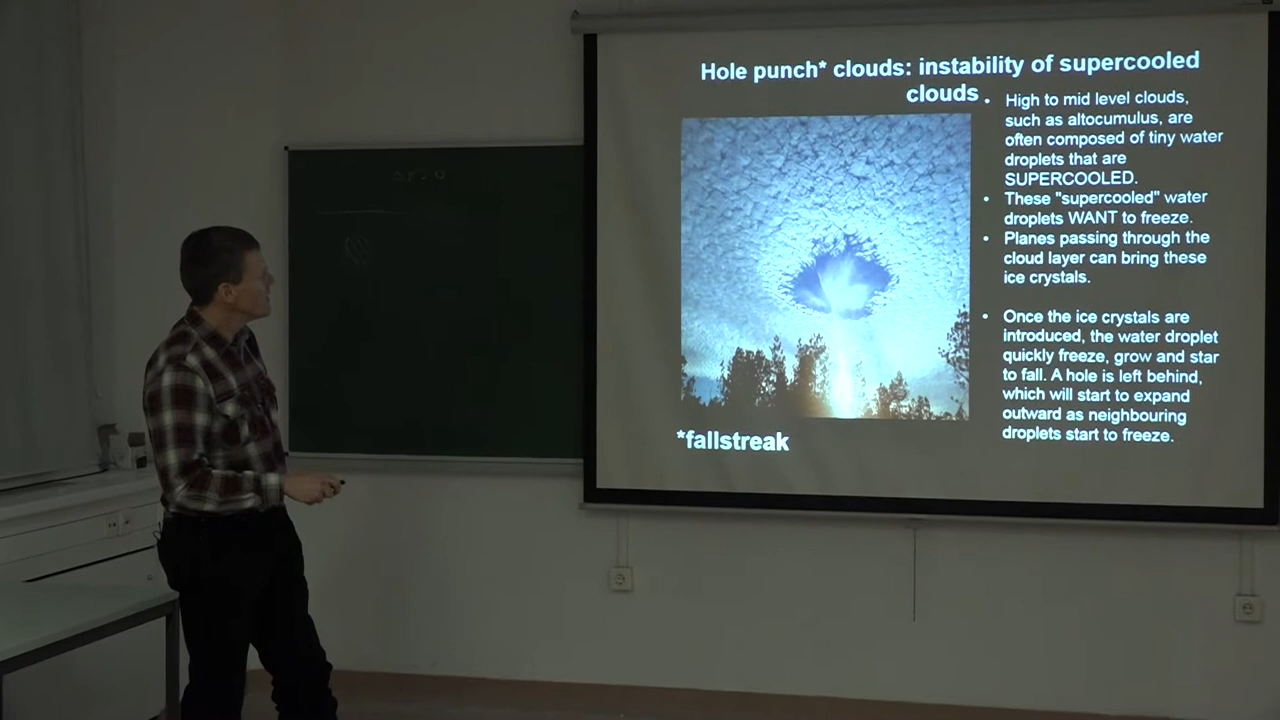 Hole punch* clouds: instability of supercooled
clouds
• High to mid level clouds,
such as altocumulus, are
often composed of tiny water
droplets that are
SUPERCOOLED.
• These "supercooled" water
droplets WANT to freeze.
• Planes passing through the
cloud layer can bring these
ice crystals.
• Once the ice crystals are
introduced, the water droplet
quickly freeze, grow and star
to fall. A hole is left behind,
which will start to expand
outward as neighbouring
droplets start to freeze.
*fallstreak